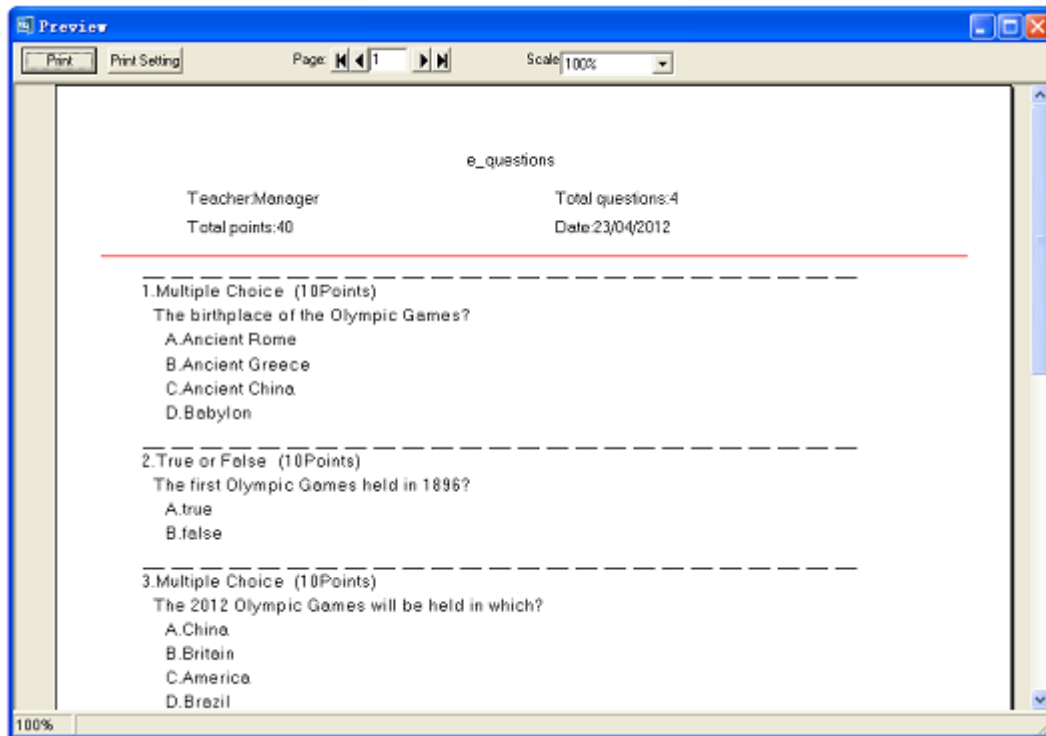 Preview
Print Print Setting Page: 1 Scale 100%
e_questions
Teacher:Manager Total questions:4
Total points:40 Date:23/04/2012
1.Multiple Choice (10Points)
The birthplace of the Olympic Games?
A.Ancient Rome
B.Ancient Greece
C.Ancient China
D.Babylon
2.True or False (10Points)
The first Olympic Games held in 1896?
A.true
B.false
3.Multiple Choice (10Points)
The 2012 Olympic Games will be held in which?
A.China
B.Britain
C.America
D.Brazil
100%